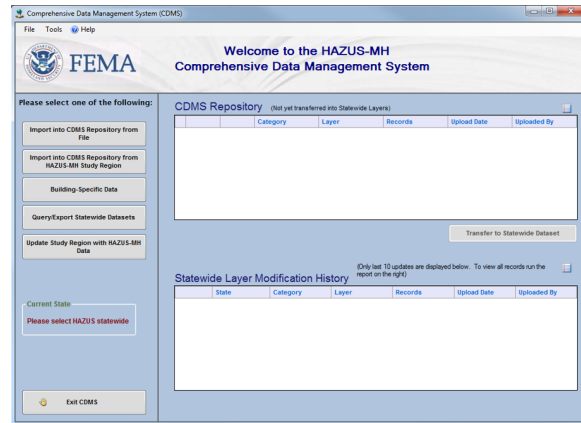 Comprehensive Data Management System (CDMS)
File Tools Help
FEMA
Welcome to the HAZUS-MH
Comprehensive Data Management System
Please select one of the following:
Import into CDMS Repository from
File
Import into CDMS Repository from
HAZUS-MH Study Region
Building-Specific Data
Query/Export Statewide Datasets
Update Study Region with HAZUS-MH
Data
Current State
Please select HAZUS statewide
Exit CDMS
CDMS Repository (Not yet transferred into Statewide Layers)
Category Layer Records Upload Date Uploaded By
Transfer to Statewide Dataset
Statewide Layer Modification History (Only last 10 updates are displayed below. To view all records run the
report on the right)
State Category Layer Records Upload Date Uploaded By